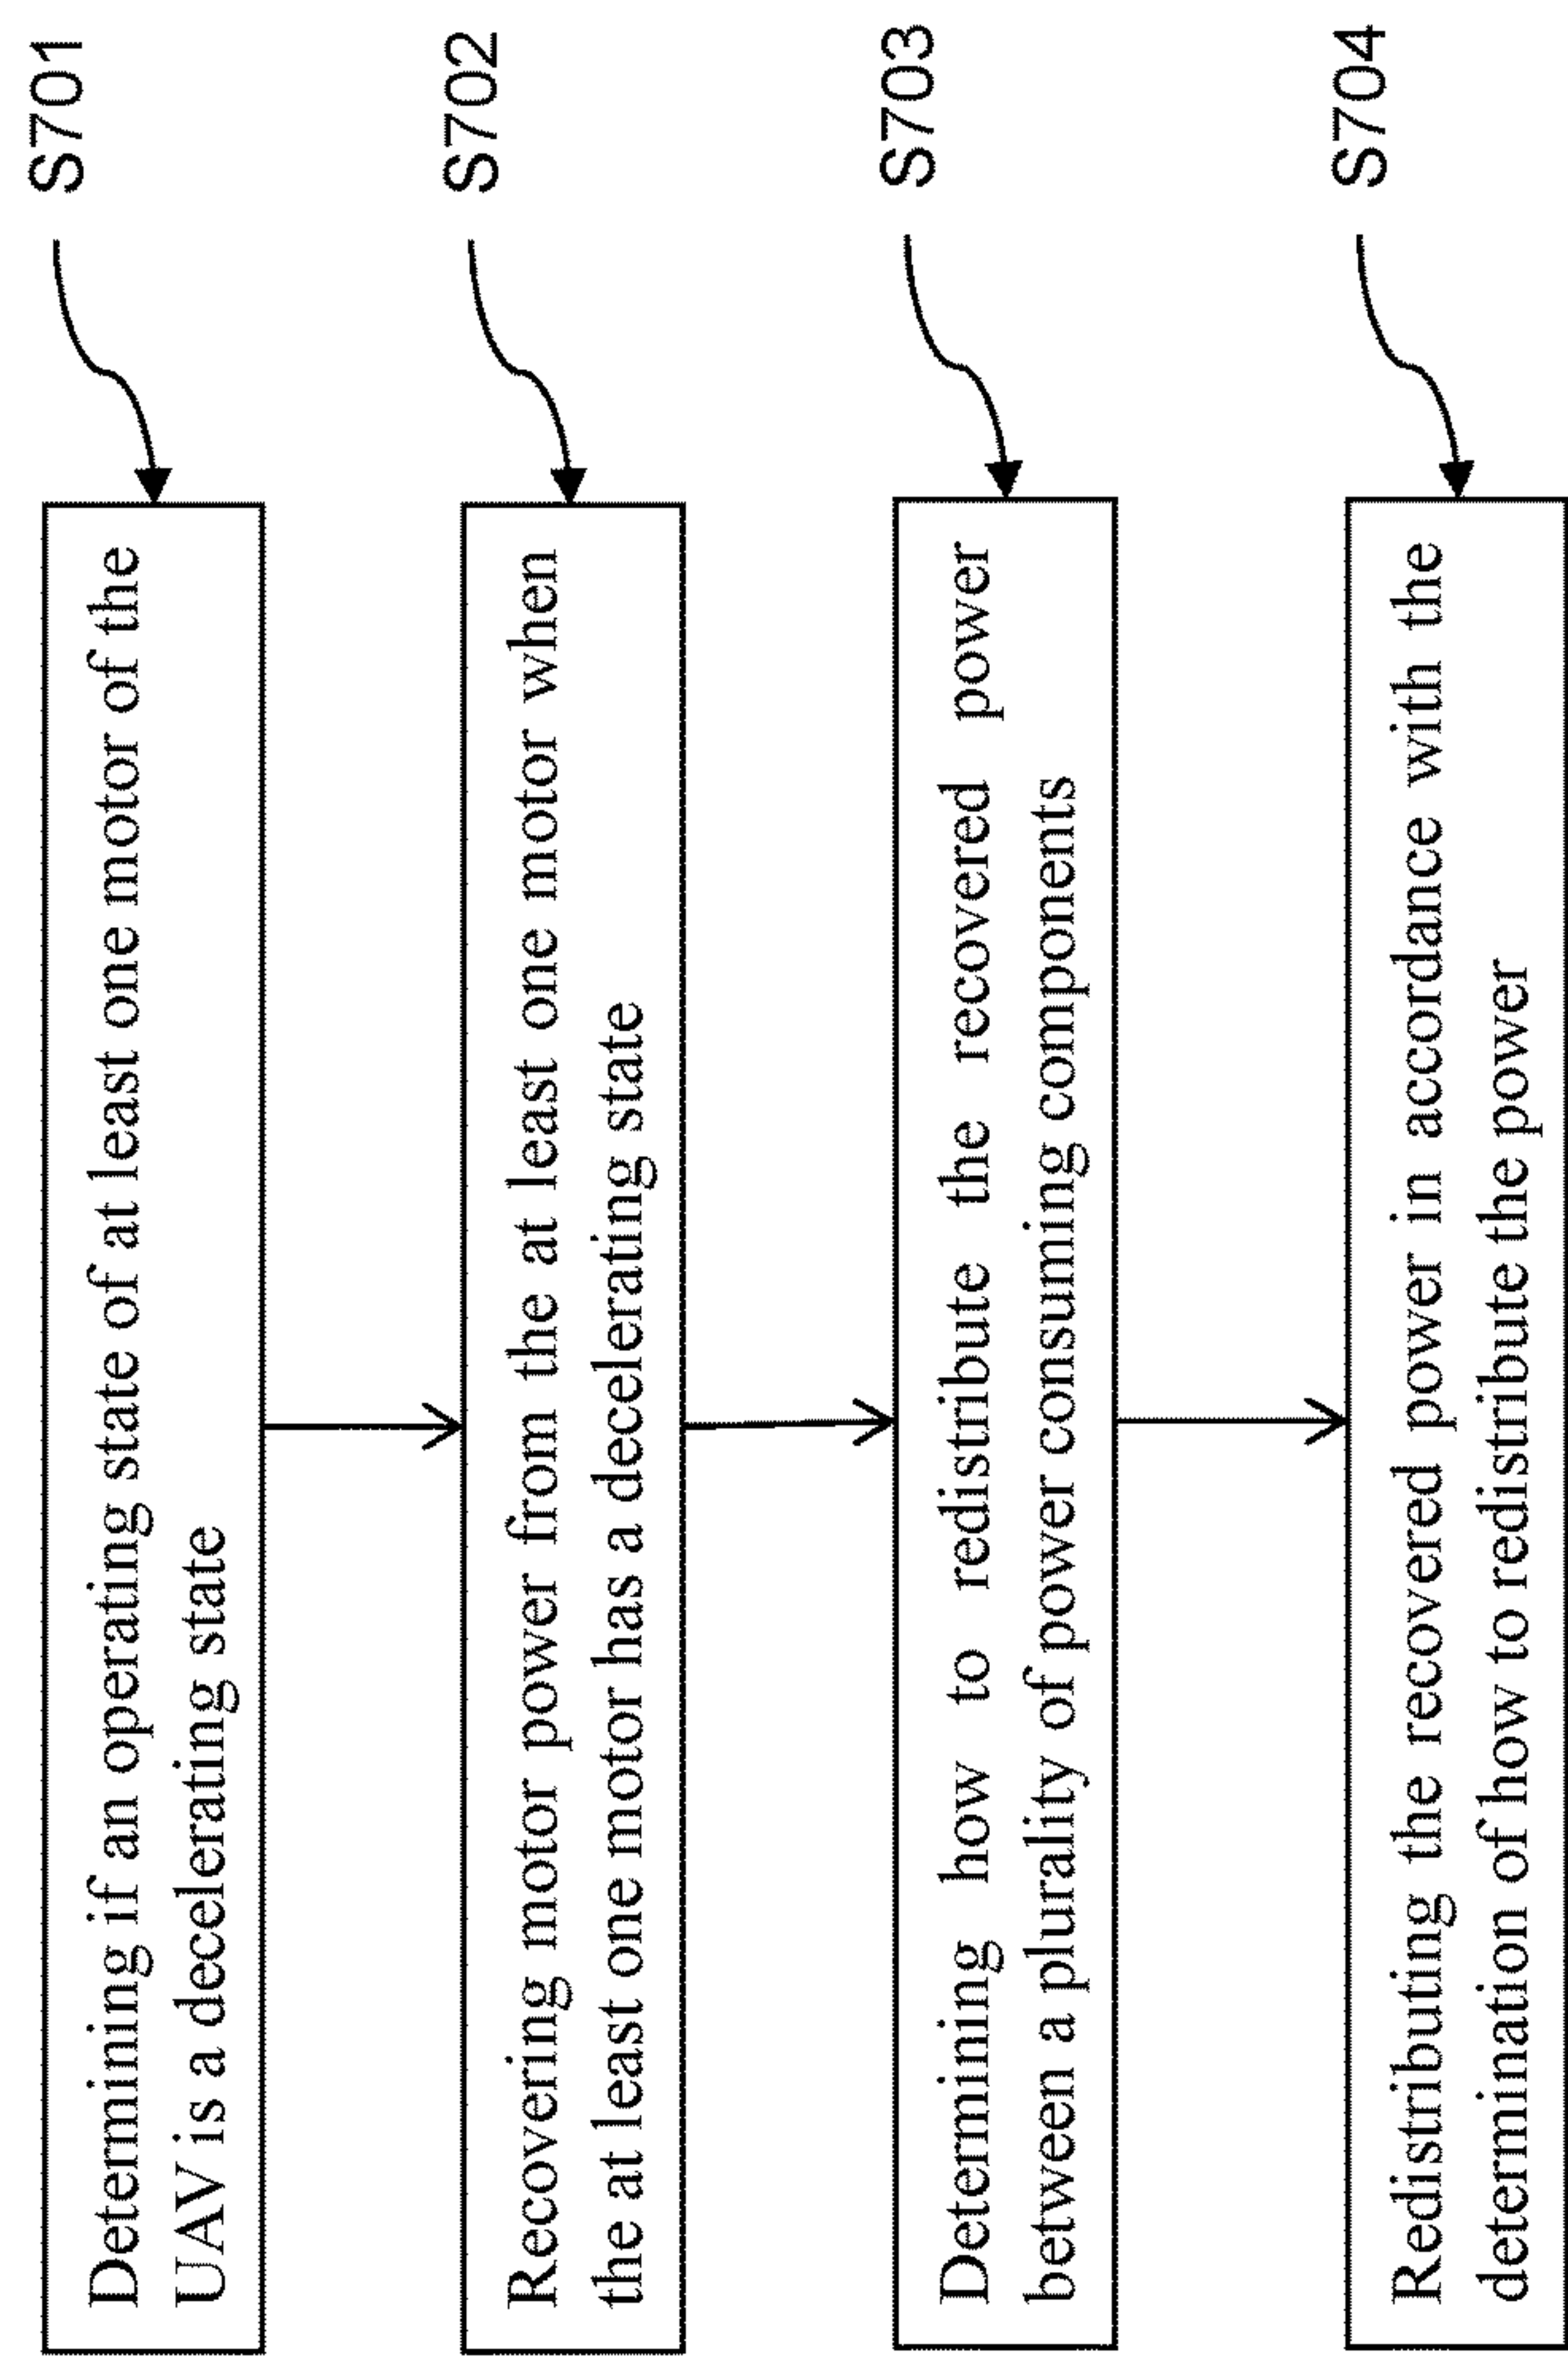 Determining if an operating state of at least one motor of the
UAV is a decelerating state
S701
Recovering motor power from the at least one motor when
the at least one motor has a decelerating state
S702
Determining how to redistribute the recovered power
between a plurality of power consuming components
S703
Redistributing the recovered power in accordance with the
determination of how to redistribute the power
S704